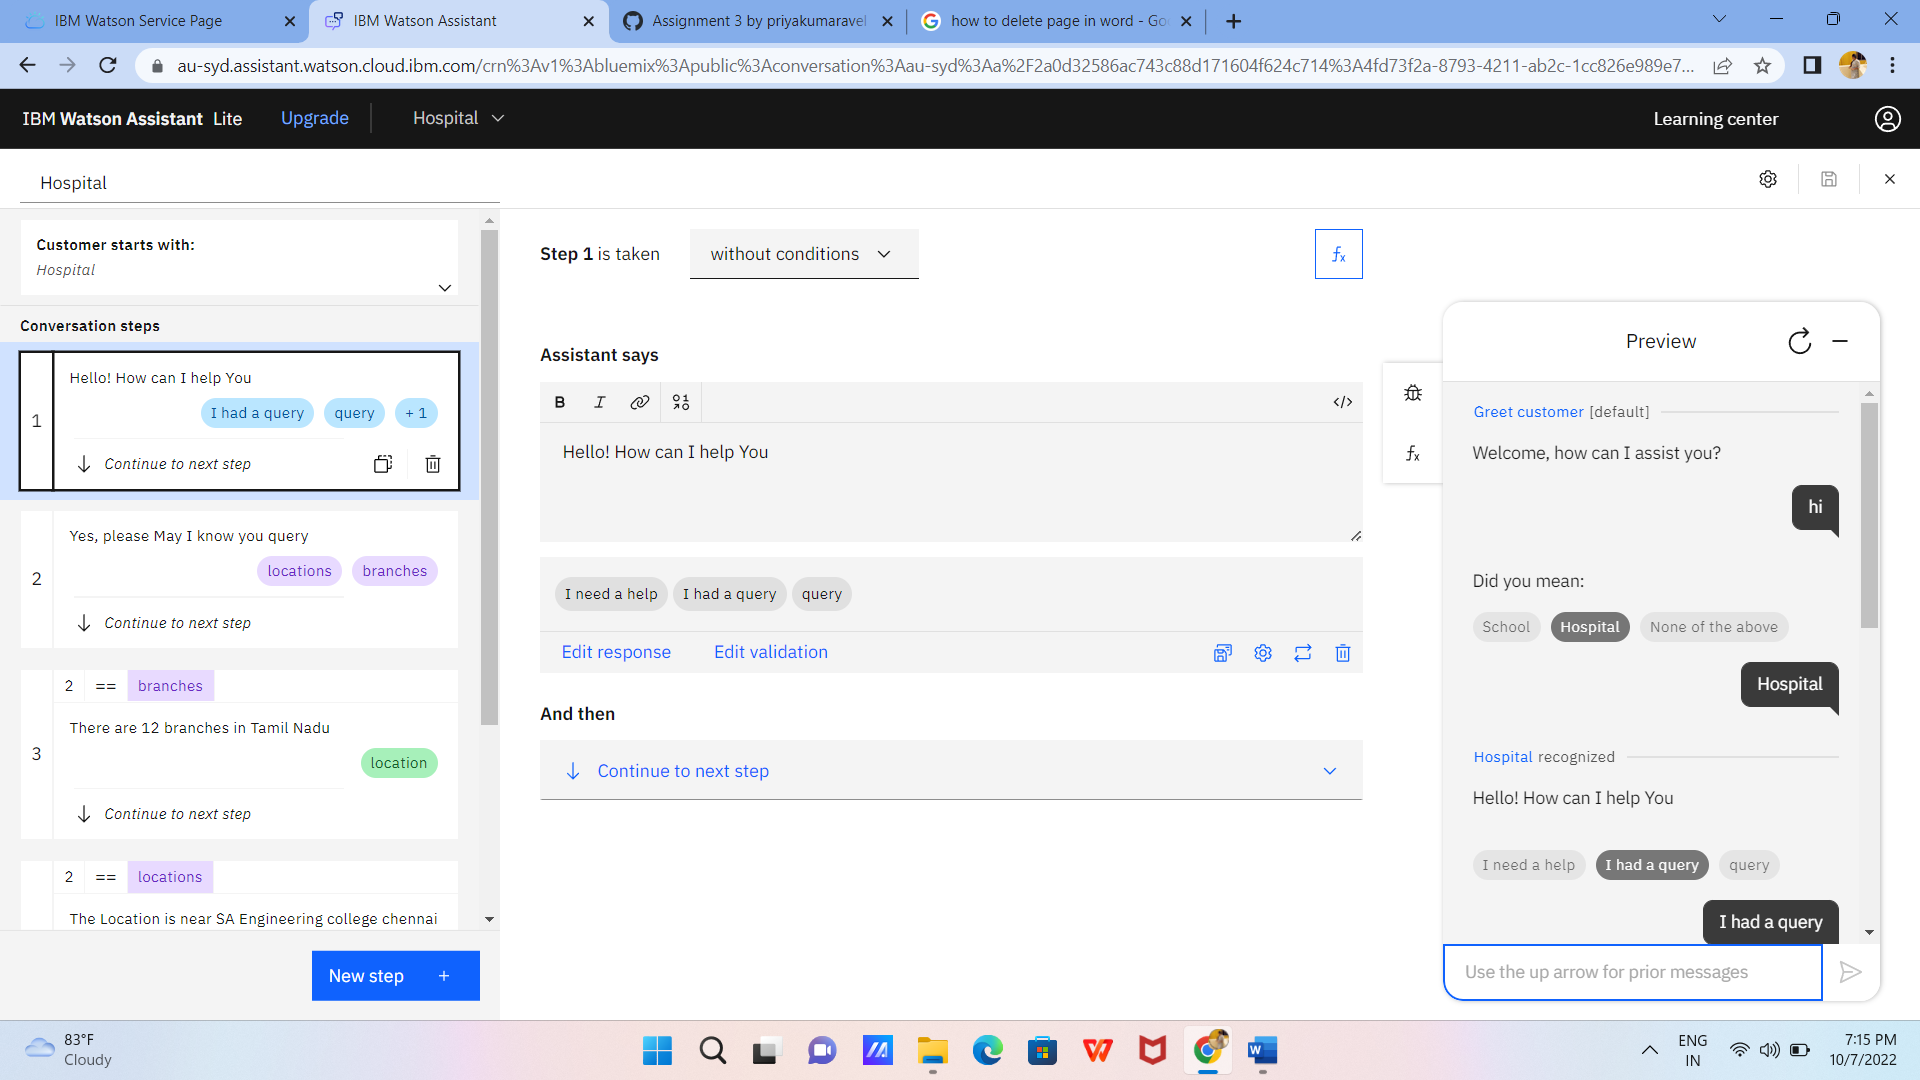 IBM Watson Service Page
IBM Watson Assistant
Assignment 3 by priyakumaravel
how to delete page in word - Goo
au-syd.assistant.watson.cloud.ibm.com/crn%3Av1%3Abluemix%3Apublic%3Aconversation%3Aau-syd%3Aa%2F2a0d32586ac743c88d171604f624c714%3A4fd73f2a-8793-4211-ab2c-1cc826e989e7...
IBM Watson Assistant Lite
Upgrade
Hospital
Learning center
Hospital
Customer starts with:
Hospital
Conversation steps
1
Hello! How can I help You
I had a query
query
+ 1
Continue to next step
2
Yes, please May I know you query
locations
branches
Continue to next step
3
2 == branches
There are 12 branches in Tamil Nadu
location
Continue to next step
2 == locations
The Location is near SA Engineering college chennai
New step +
Step 1 is taken
without conditions
fx
Assistant says
B I
</>
Hello! How can I help You
I need a help
I had a query
query
Edit response
Edit validation
And then
Continue to next step
fx
Preview
Greet customer [default]
Welcome, how can I assist you?
hi
Did you mean:
School
Hospital
None of the above
Hospital
Hospital recognized
Hello! How can I help You
I need a help
I had a query
query
I had a query
Use the up arrow for prior messages
83°F
Cloudy
ENG
IN
7:15 PM
10/7/2022